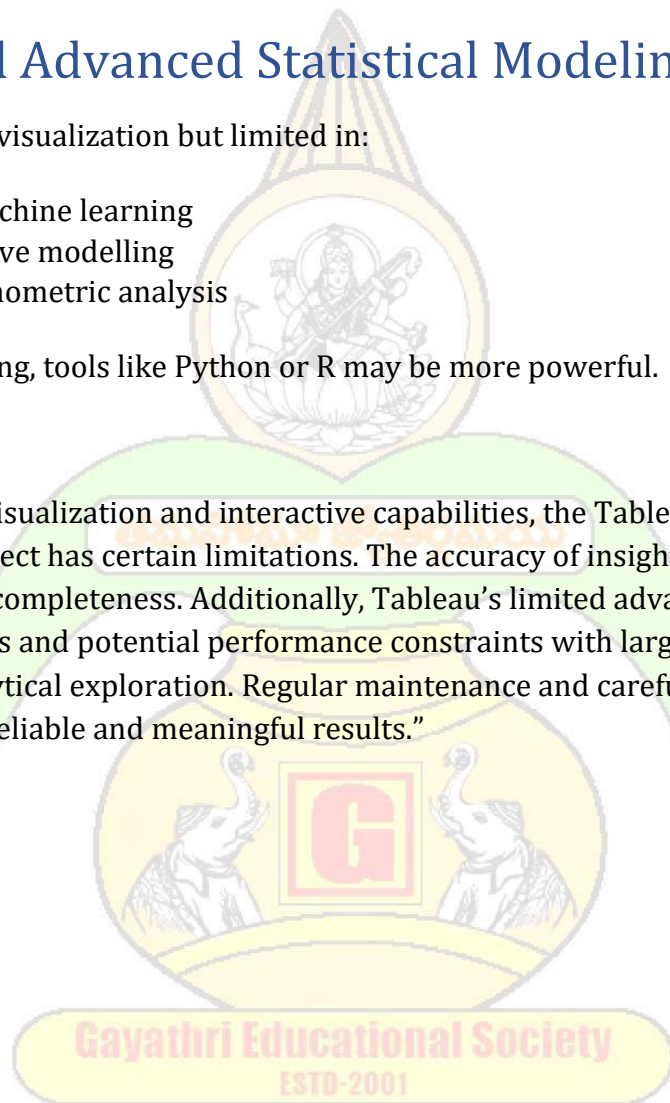 l Advanced Statistical Modelin
visualization but limited in:
chine learning
ve modelling
nometric analysis
ng, tools like Python or R may be more powerful.
isualization and interactive capabilities, the Table
ect has certain limitations. The accuracy of insigh
completeness. Additionally, Tableau’s limited adva
s and potential performance constraints with larg
ytical exploration. Regular maintenance and carefu
eliable and meaningful results.”
G
Gayathri Educational Society
ESTD-2001